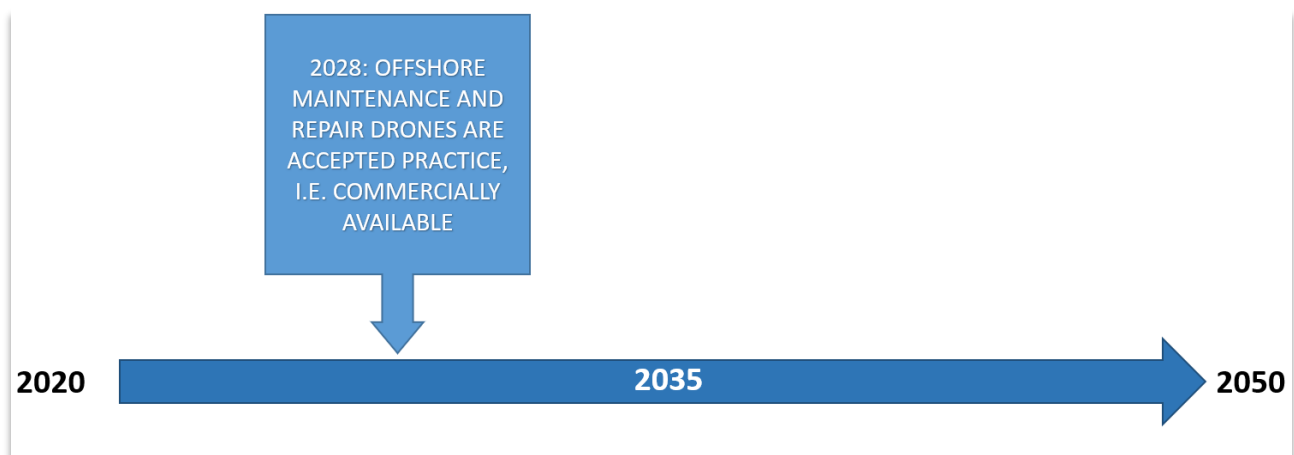 2028: OFFSHORE
MAINTENANCE AND
REPAIR DRONES ARE
ACCEPTED PRACTICE,
I.E. COMMERCIALLY
AVAILABLE
2020
2035
2050